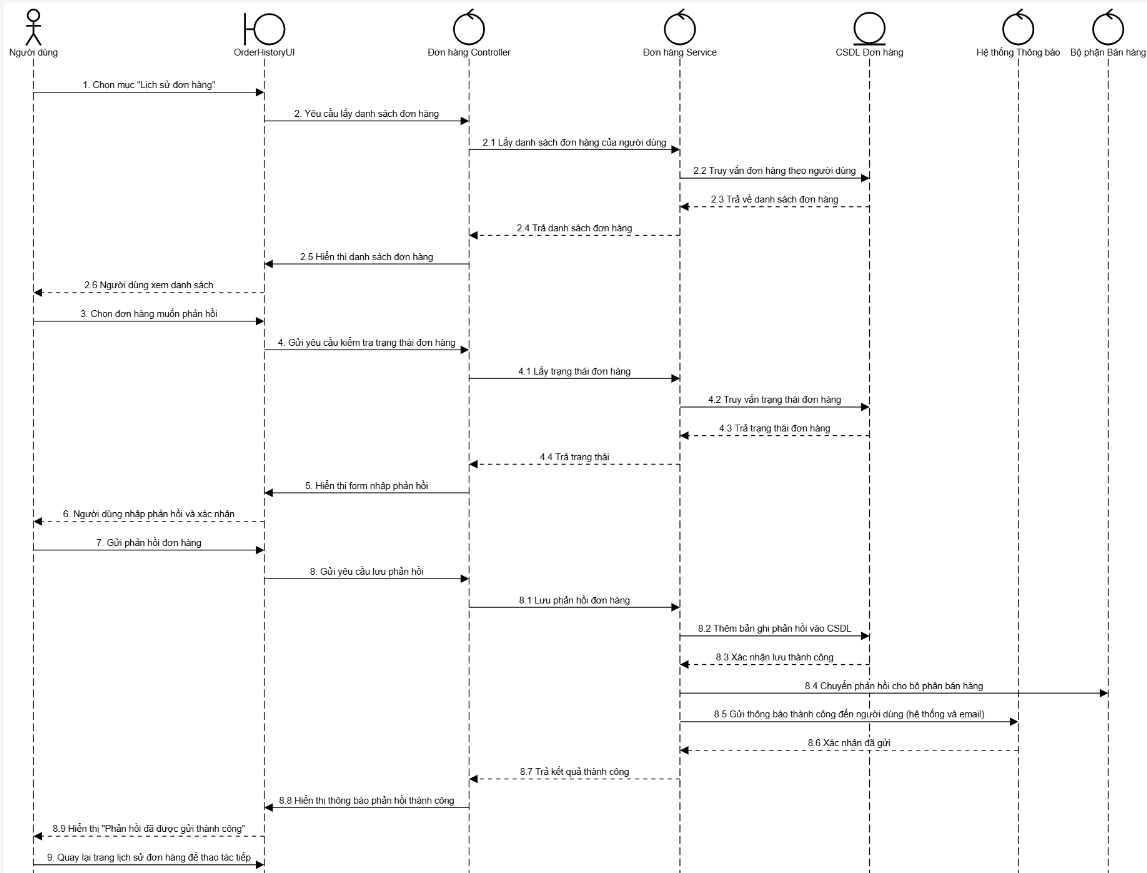 Người dùng
OrderHistoryUI
Đơn hàng Controller
Đơn hàng Service
CSDL Đơn hàng
Hệ thống Thông báo
Bộ phận Bán hàng
1. Chọn mục "Lịch sử đơn hàng"
2. Yêu cầu lấy danh sách đơn hàng
2.1 Lấy danh sách đơn hàng của người dùng
2.2 Truy vấn đơn hàng theo người dùng
2.3 Trả về danh sách đơn hàng
2.4 Trả danh sách đơn hàng
2.5 Hiển thị danh sách đơn hàng
2.6 Người dùng xem danh sách
3. Chọn đơn hàng muốn phản hồi
4. Gửi yêu cầu kiểm tra trạng thái đơn hàng
4.1 Lấy trạng thái đơn hàng
4.2 Truy vấn trạng thái đơn hàng
4.3 Trả trạng thái đơn hàng
4.4 Trả trạng thái
5. Hiển thị form nhập phản hồi
6. Người dùng nhập phản hồi và xác nhận
7. Gửi phản hồi đơn hàng
8. Gửi yêu cầu lưu phản hồi
8.1 Lưu phản hồi đơn hàng
8.2 Thêm bản ghi phản hồi vào CSDL
8.3 Xác nhận lưu thành công
8.4 Chuyển phản hồi cho bộ phận bán hàng
8.5 Gửi thông báo thành công đến người dùng (hệ thống và email)
8.6 Xác nhận đã gửi
8.7 Trả kết quả thành công
8.8 Hiển thị thông báo phản hồi thành công
8.9 Hiển thị "Phản hồi đã được gửi thành công"
9. Quay lại trang lịch sử đơn hàng để thao tác tiếp